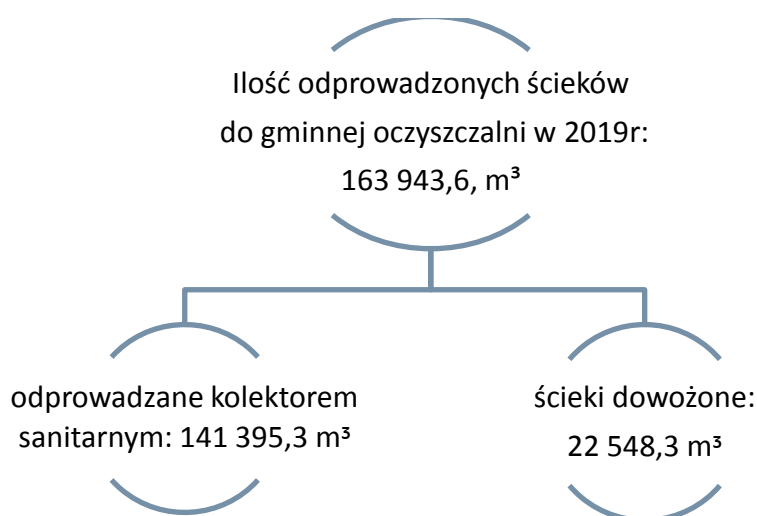 Ilość odprowadzonych ścieków
do gminnej oczyszczalni w 2019r:
163 943,6, m³
odprowadzane kolektorem
sanitarnym: 141 395,3 m³
ścieki dowożone:
22 548,3 m³